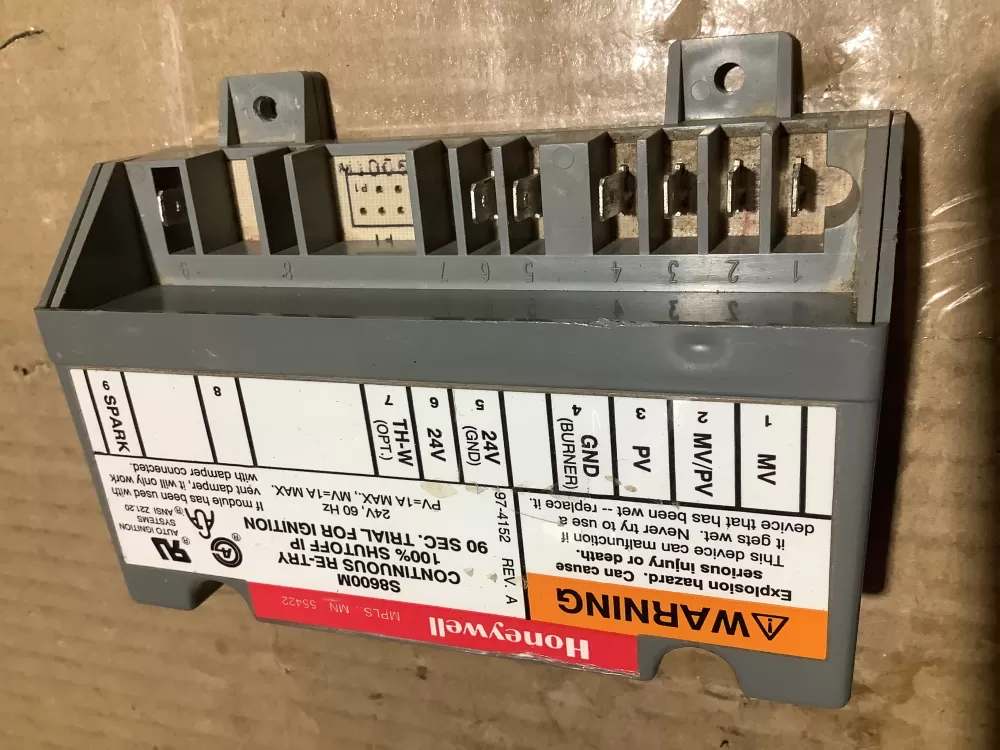 Honeywell
MPLS. MN 55422
WARNING
Explosion hazard. Can cause
serious injury or death.
This device can malfunction if
it gets wet. Never try to use a
device that has been wet -- replace it.
S8600M
CONTINUOUS RE-TRY
100% SHUTOFF IP
90 SEC. TRIAL FOR IGNITION
24V, 60 HZ
PV=1A MAX., MV=1A MAX.
97-4152 REV. A
AUTO IGNITION
SYSTEMS
ANSI Z21.20
If module has been used with
vent damper, it will only work
with damper connected.
MV
1
MV/PV
2
PV
3
GND
(BURNER)
4
24V
(GND)
5
24V
6
TH-W
(OPT.)
7
8
SPARK
9
1
2
3
4
5
6
7
8
9
P1